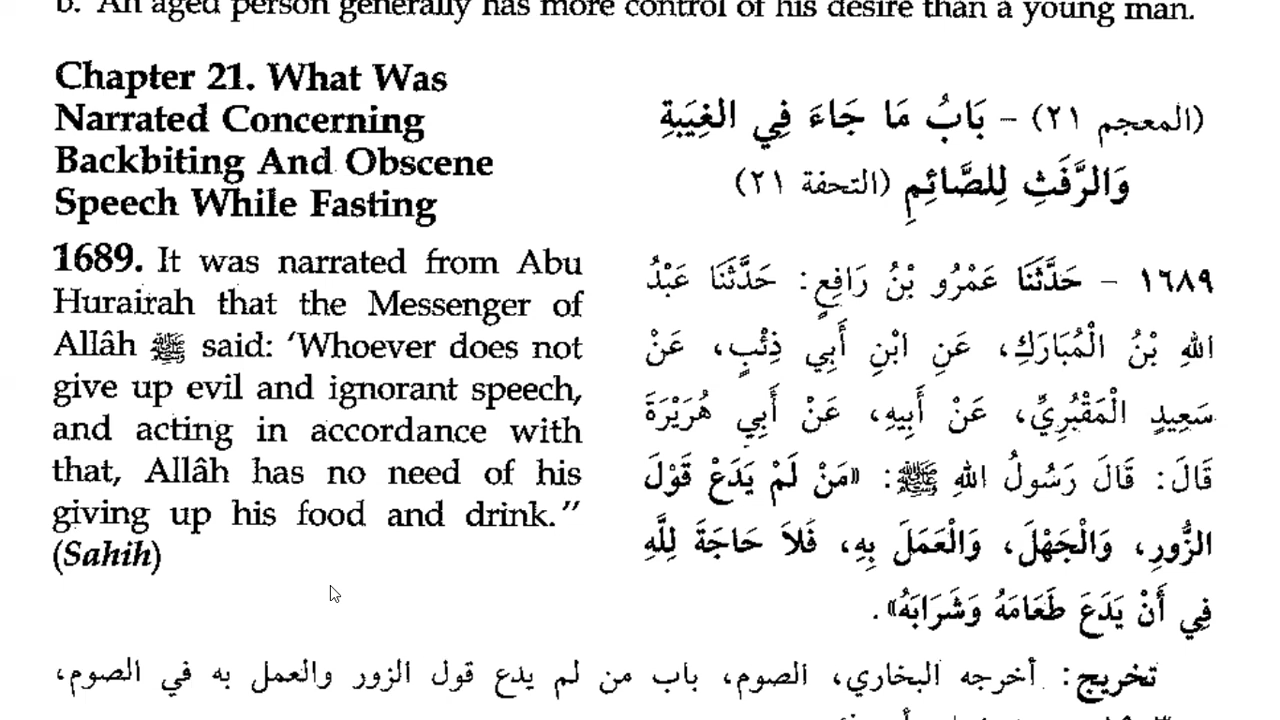 b. An aged person generally has more control of his desire than a young man.
Chapter 21. What Was
Narrated Concerning
Backbiting And Obscene
Speech While Fasting
(المعجم ٢١) - بَابُ مَا جَاءَ فِي الغِيَبَةِ
وَالرَّفَثِ لِلصَّائِمِ (التحفة ٢١)
1689. It was narrated from Abu
Hurairah that the Messenger of
Allâh ﷺ said: ‘Whoever does not
give up evil and ignorant speech,
and acting in accordance with
that, Allâh has no need of his
giving up his food and drink.”
(Sahih)
١٦٨٩ - حَدَّثَنَا عَمْرُو بْنُ رَافِعٍ: حَدَّثَنَا عَبْدُ
اللهِ بْنُ الْمُبَارَكِ، عَنِ ابْنِ أَبِي ذِئْبٍ، عَنْ
سَعِيدٍ الْمَقْبُرِيِّ، عَنْ أَبِيهِ، عَنْ أَبِي هُرَيْرَةَ
قَالَ: قَالَ رَسُولُ اللهِ ﷺ: «مَنْ لَمْ يَدَعْ قَوْلَ
الزُّورِ، وَالْجَهْلَ، وَالْعَمَلَ بِهِ، فَلاَ حَاجَةَ لِلَّهِ
فِي أَنْ يَدَعَ طَعَامَهُ وَشَرَابَهُ».
تخريج: أخرجه البخاري، الصوم، باب من لم يدع قول الزور والعمل به في الصوم،